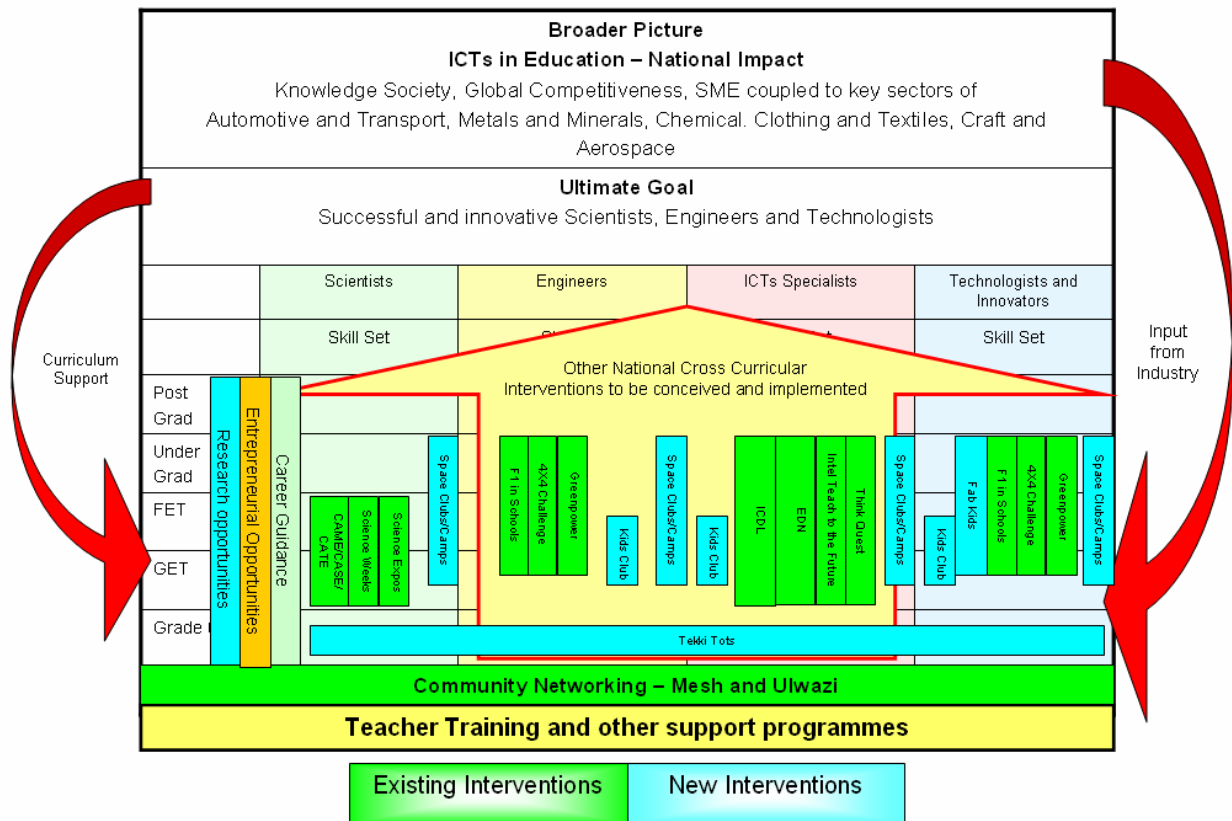 Broader Picture
ICTs in Education – National Impact
Knowledge Society, Global Competitiveness, SME coupled to key sectors of
Automotive and Transport, Metals and Minerals, Chemical. Clothing and Textiles, Craft and
Aerospace
Ultimate Goal
Successful and innovative Scientists, Engineers and Technologists
Scientists
Engineers
ICTs Specialists
Technologists and
Innovators
Skill Set
Skill Set
Curriculum
Support
Input
from
Industry
Other National Cross Curricular
Interventions to be conceived and implemented
Post
Grad
Under
Grad
FET
GET
Grade
Research opportunities
Entrepreneurial Opportunities
Career Guidance
CAME/CASE/
CATE
Science Weeks
Science Expos
Space Clubs/Camps
F1 in Schools
4X4 Challenge
Greenpower
Kids Club
Space Clubs/Camps
Kids Club
ICDL
EDN
Intel Teach to the Future
Think Quest
Space Clubs/Camps
Kids Club
Fab Kids
F1 in Schools
4X4 Challenge
Greenpower
Space Clubs/Camps
Tekki Tots
Community Networking – Mesh and Ulwazi
Teacher Training and other support programmes
Existing Interventions
New Interventions